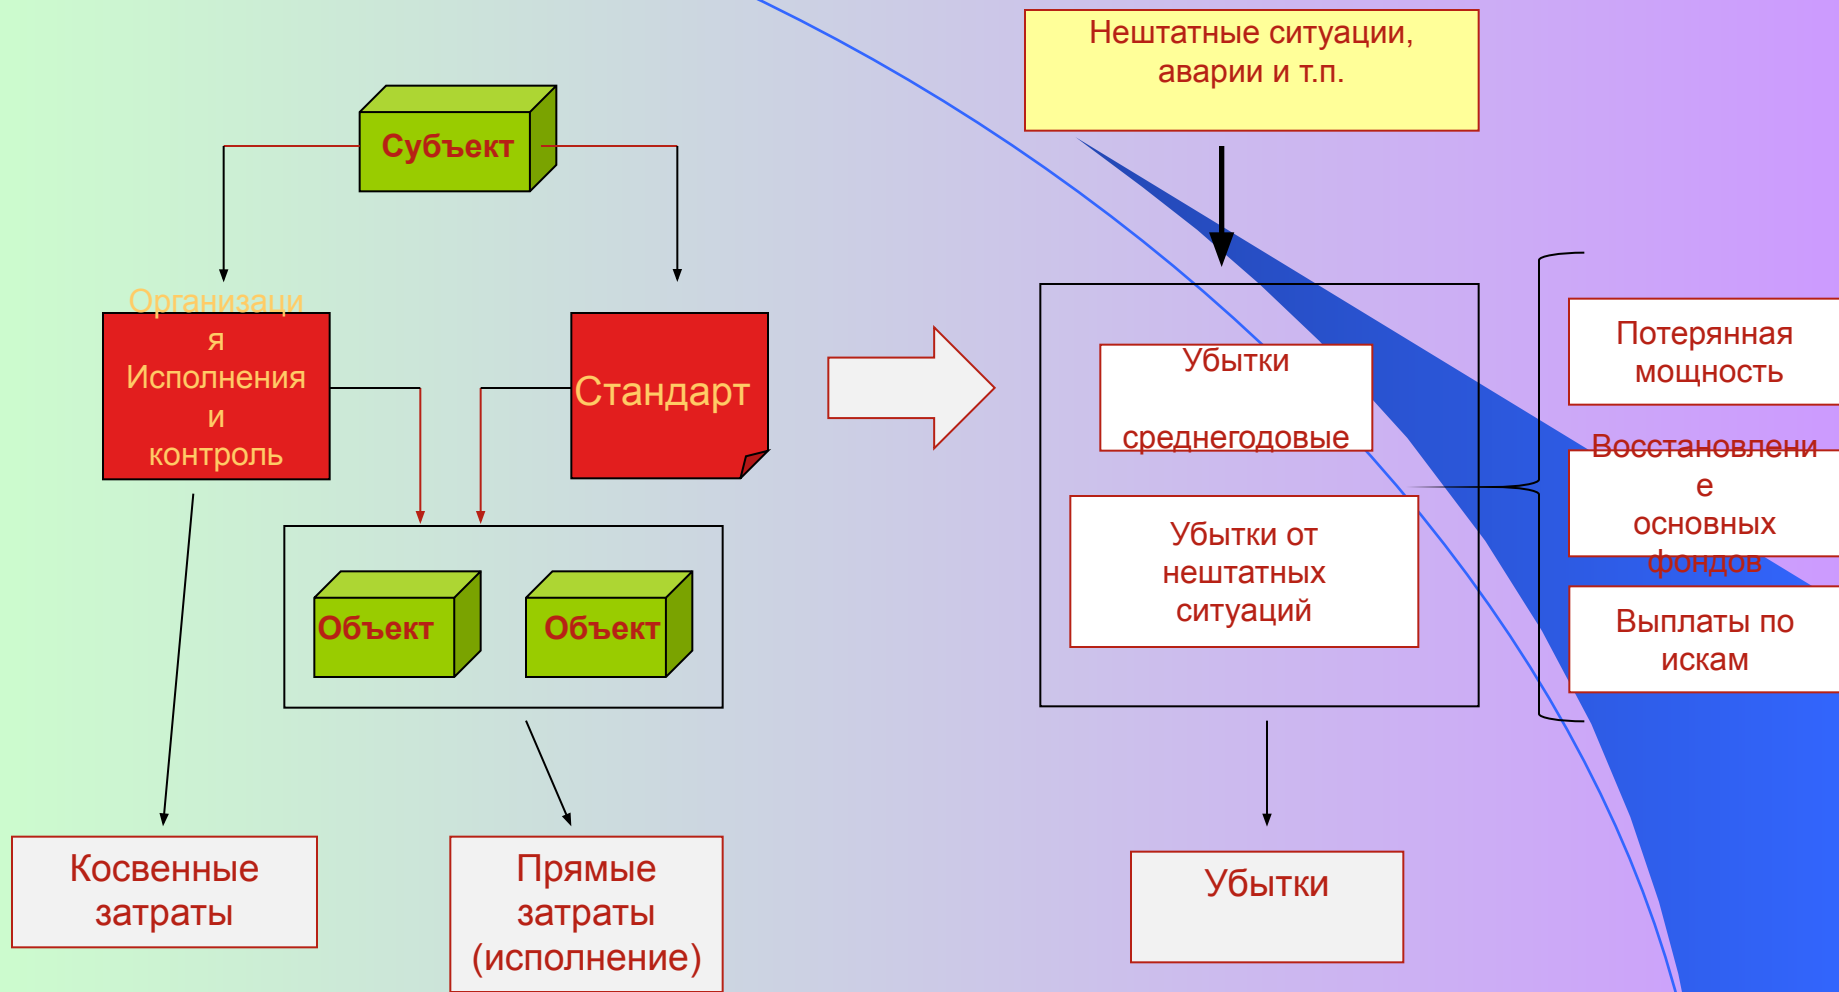 Нештатные ситуации,
аварии и т.п.
Субъект
Организаци
я
Исполнения
и
контроль
Стандарт
Убытки
среднегодовые
Потерянная
мощность
Восстановлени
е
основных
фондов
Убытки от
нештатных
ситуаций
Объект
Объект
Выплаты по
искам
Косвенные
затраты
Прямые
затраты
(исполнение)
Убытки